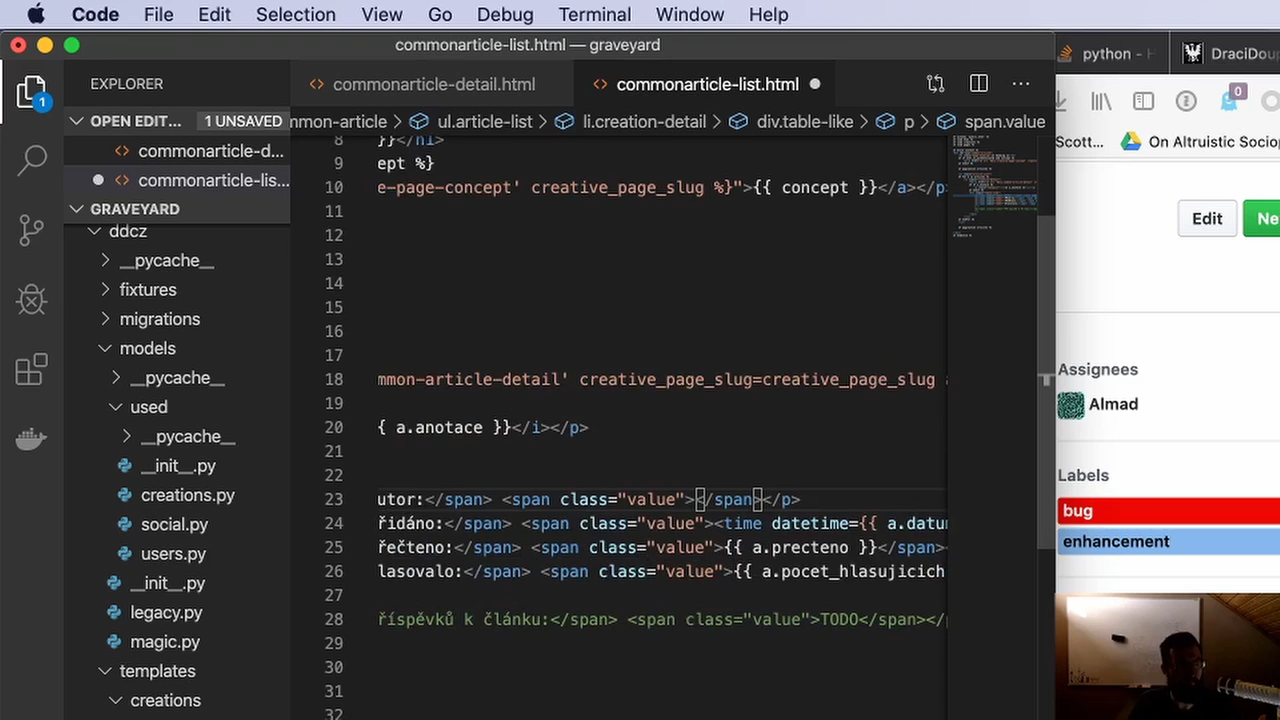 Code File Edit Selection View Go Debug Terminal Window Help
commonarticle-list.html — graveyard
python - H
DraciDou
EXPLORER
commonarticle-detail.html
commonarticle-list.html
1
0
OPEN EDIT... 1 UNSAVED
mmon-article > ul.article-list > li.creation-detail > div.table-like > p > span.value
commonarticle-d...
commonarticle-lis...
GRAVEYARD
ddcz
__pycache__
fixtures
migrations
models
__pycache__
used
__pycache__
__init__.py
creations.py
social.py
users.py
__init__.py
legacy.py
magic.py
templates
creations
8 }}</h1>
9 ept %}
10 e-page-concept' creative_page_slug %}">{{ concept }}</a></p>
11
12
13
14
15
16
17
18 mmon-article-detail' creative_page_slug=creative_page_slug a
19
20 { a.anotace }}</i></p>
21
22
23 utor:</span> <span class="value"></span></p>
24 řidáno:</span> <span class="value"><time datetime={{ a.datum
25 řečteno:</span> <span class="value">{{ a.precteno }}</span>
26 lasovalo:</span> <span class="value">{{ a.pocet_hlasujicich
27
28 říspěvků k článku:</span> <span class="value">TODO</span></p
29
30
31
32
Scott...
On Altruistic Sociop
Edit
Ne
Assignees
Almad
Labels
bug
enhancement